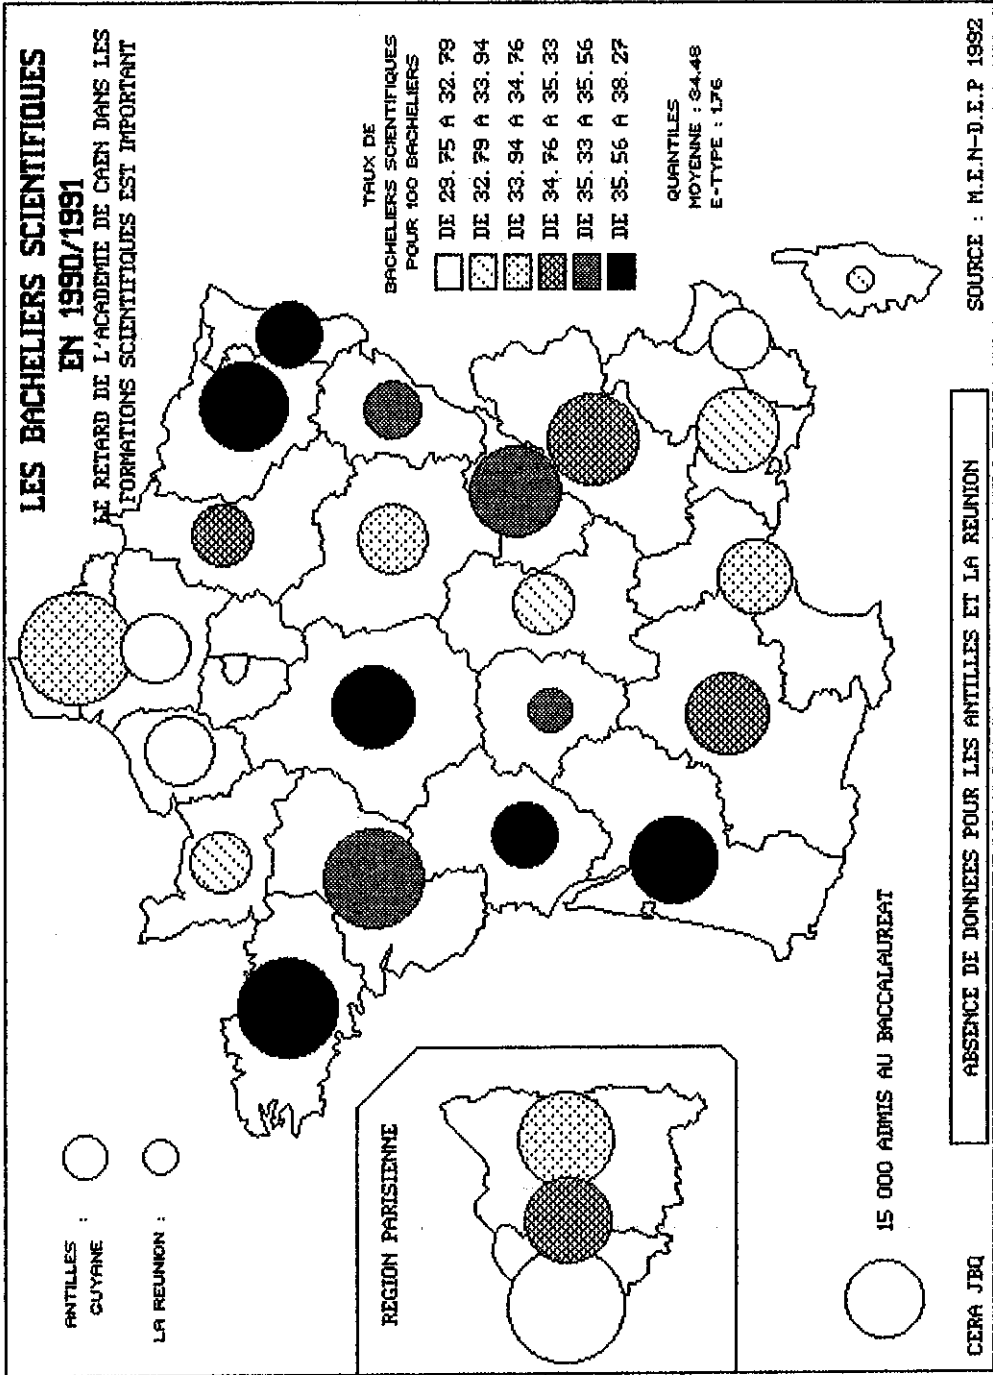 LES BACHELIERS SCIENTIFIQUES
EN 1990/1991
LE RETARD DE L'ACADEMIE DE CAEN DANS LES
FORMATIONS SCIENTIFIQUES EST IMPORTANT
ANTILLES :
GUYANE
LA REUNION :
TAUX DE
BACHELIERS SCIENTIFIQUES
POUR 100 BACHELIERS
DE 29.75 A 32.79
DE 32.79 A 33.94
DE 33.94 A 34.76
DE 34.76 A 35.33
DE 35.33 A 35.56
DE 35.56 A 38.27
QUANTILES
MOYENNE : 34.48
E-TYPE : 1.76
REGION PARISIENNE
15 000 ADMIS AU BACCALAUREAT
ABSENCE DE DONNEES POUR LES ANTILLES ET LA REUNION
CERA JBQ
SOURCE : M.E.N-D.E.P 1992